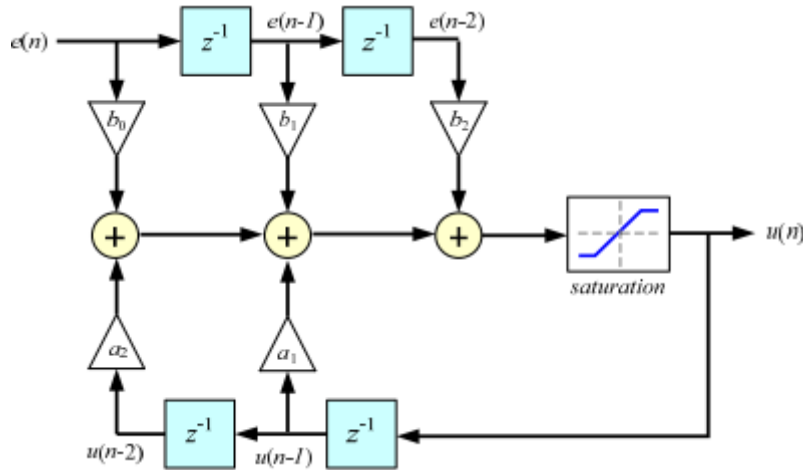 e(n)
z⁻¹
e(n-1)
z⁻¹
e(n-2)
b₀
b₁
b₂
+
+
+
u(n)
saturation
a₂
a₁
u(n-2)
z⁻¹
u(n-1)
z⁻¹